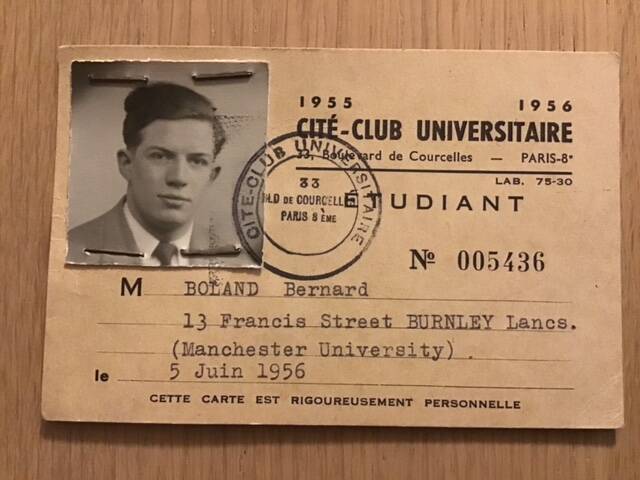 1955 1956
CITÉ-CLUB UNIVERSITAIRE
33, Boulevard de Courcelles — PARIS-8e
LAB. 75-30
ETUDIANT
CITÉ-CLUB UNIVERSITAIRE
33
BLD DE COURCELLES
PARIS 8 ÈME
No 005436
M BOLAND Bernard
13 Francis Street BURNLEY Lancs.
(Manchester University).
le 5 Juin 1956
CETTE CARTE EST RIGOUREUSEMENT PERSONNELLE